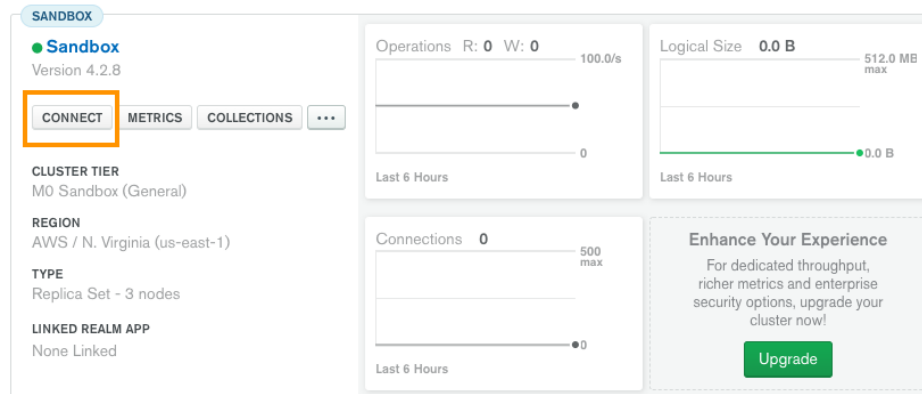 SANDBOX
Sandbox
Version 4.2.8
CONNECT
METRICS
COLLECTIONS
...
CLUSTER TIER
M0 Sandbox (General)
REGION
AWS / N. Virginia (us-east-1)
TYPE
Replica Set - 3 nodes
LINKED REALM APP
None Linked
Operations R: 0 W: 0
100.0/s
0
Last 6 Hours
Logical Size 0.0 B
512.0 MB
max
0.0 B
Last 6 Hours
Connections 0
500
max
0
Last 6 Hours
Enhance Your Experience
For dedicated throughput,
richer metrics and enterprise
security options, upgrade your
cluster now!
Upgrade